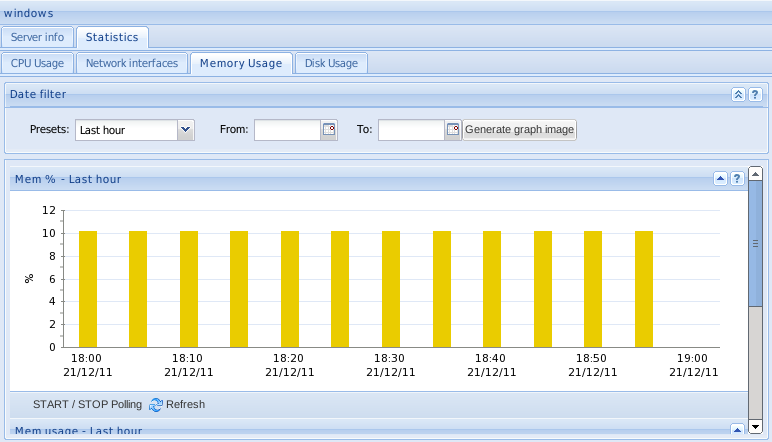 windows
Server info Statistics
CPU Usage Network interfaces Memory Usage Disk Usage
Date filter ?
Presets: Last hour From: To: Generate graph image
Mem % - Last hour ?
12
10
8
6
4
2
0
%
18:00 18:10 18:20 18:30 18:40 18:50 19:00
21/12/11 21/12/11 21/12/11 21/12/11 21/12/11 21/12/11 21/12/11
START / STOP Polling Refresh
Mem usage - Last hour ?